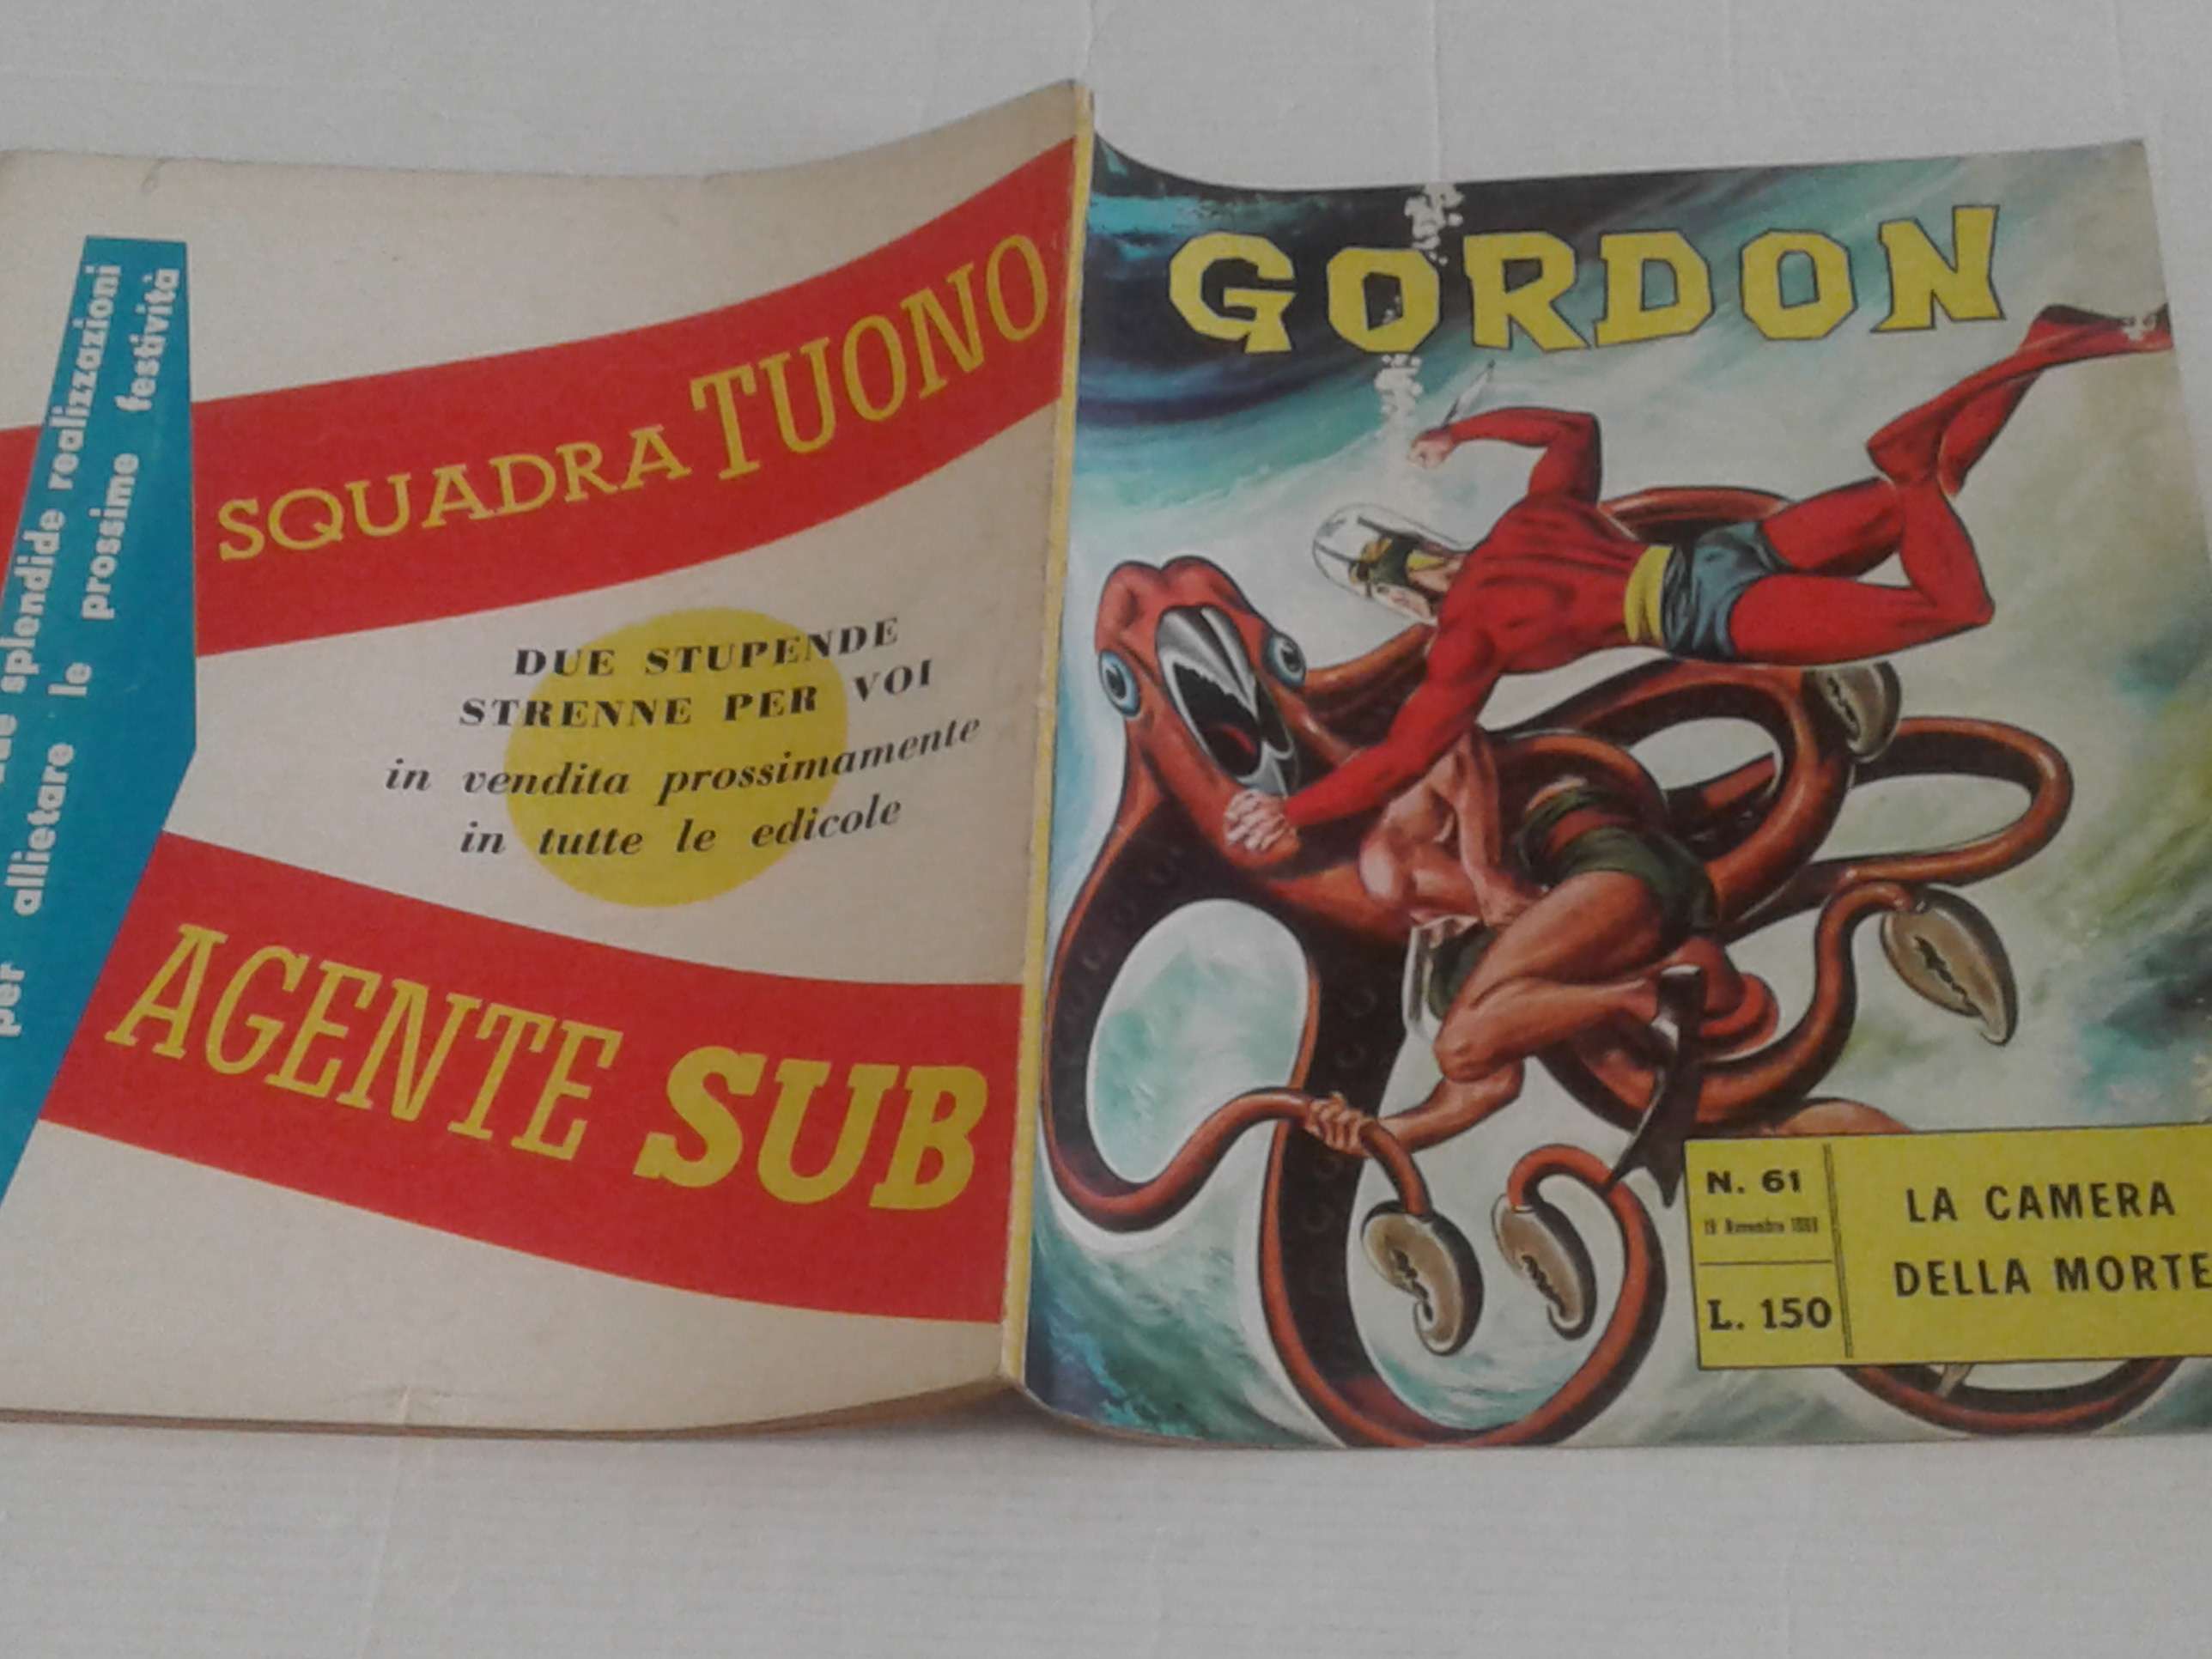 splendide realizzazioni
per allietare le prossime festività
SQUADRA TUONO
DUE STUPENDE
STRENNE PER VOI
in vendita prossimamente
in tutte le edicole
AGENTE SUB
GORDON
N. 61
L. 150
LA CAMERA
DELLA MORTE